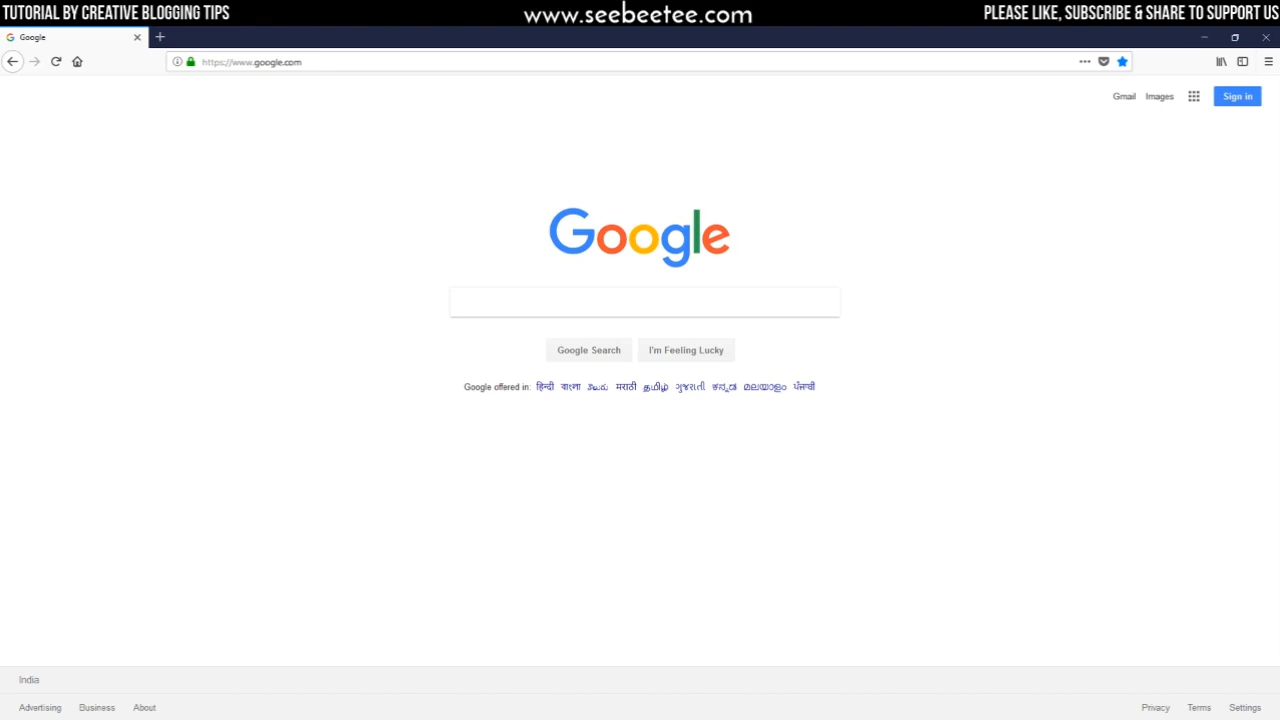 TUTORIAL BY CREATIVE BLOGGING TIPS www.seebeetee.com PLEASE LIKE, SUBSCRIBE & SHARE TO SUPPORT US
Google
https://www.google.com
Gmail Images Sign in
Google
Google Search I'm Feeling Lucky
Google offered in: हिन्दी বাংলা తెలుగు मराठी தமிழ் ગુજરાતી ಕನ್ನಡ മലയാളം ਪੰਜਾਬੀ
India
Advertising Business About Privacy Terms Settings